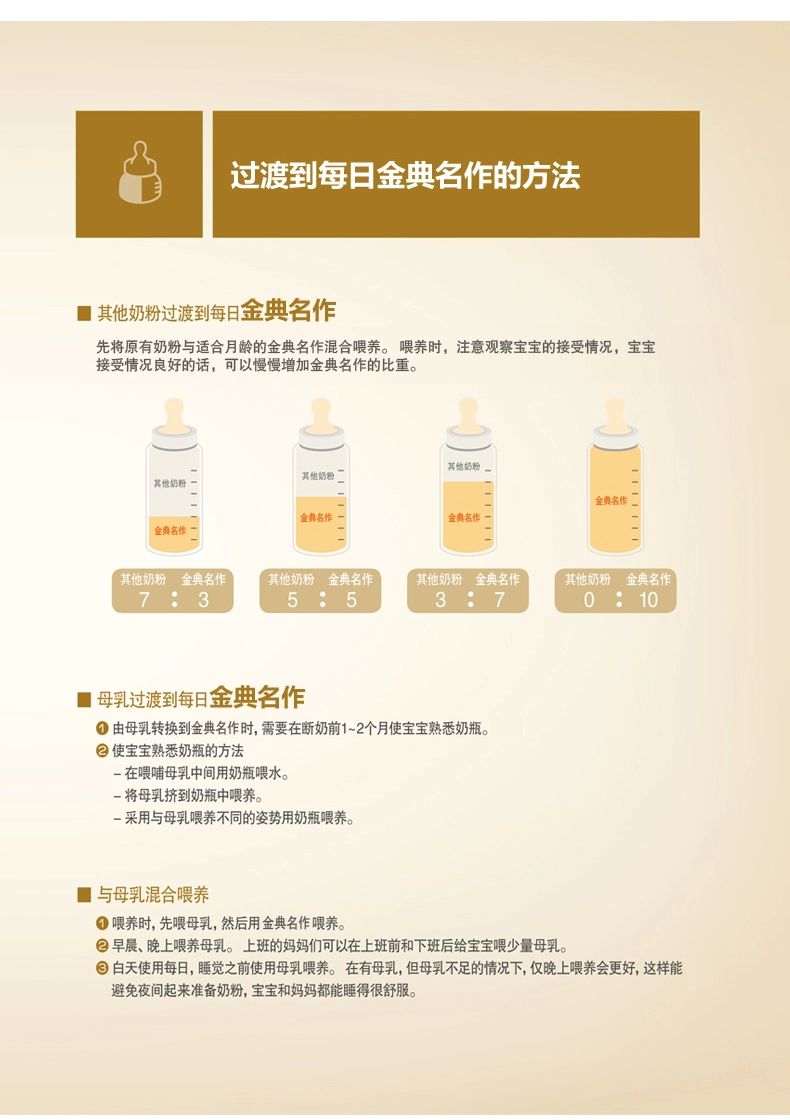 过渡到每日金典名作的方法
■ 其他奶粉过渡到每日金典名作
先将原有奶粉与适合月龄的金典名作混合喂养。 喂养时，注意观察宝宝的接受情况，宝宝
接受情况良好的话，可以慢慢增加金典名作的比重。
其他奶粉
金典名作
其他奶粉 金典名作
7 : 3
其他奶粉
金典名作
其他奶粉 金典名作
5 : 5
其他奶粉
金典名作
其他奶粉 金典名作
3 : 7
金典名作
其他奶粉 金典名作
0 : 10
■ 母乳过渡到每日金典名作
❶ 由母乳转换到金典名作时, 需要在断奶前1~2个月使宝宝熟悉奶瓶。
❷ 使宝宝熟悉奶瓶的方法
– 在喂哺母乳中间用奶瓶喂水。
– 将母乳挤到奶瓶中喂养。
– 采用与母乳喂养不同的姿势用奶瓶喂养。
■ 与母乳混合喂养
❶ 喂养时, 先喂母乳, 然后用金典名作喂养。
❷ 早晨、晚上喂养母乳。 上班的妈妈们可以在上班前和下班后给宝宝喂少量母乳。
❸ 白天使用每日, 睡觉之前使用母乳喂养。 在有母乳, 但母乳不足的情况下, 仅晚上喂养会更好, 这样能
避免夜间起来准备奶粉, 宝宝和妈妈都能睡得很舒服。